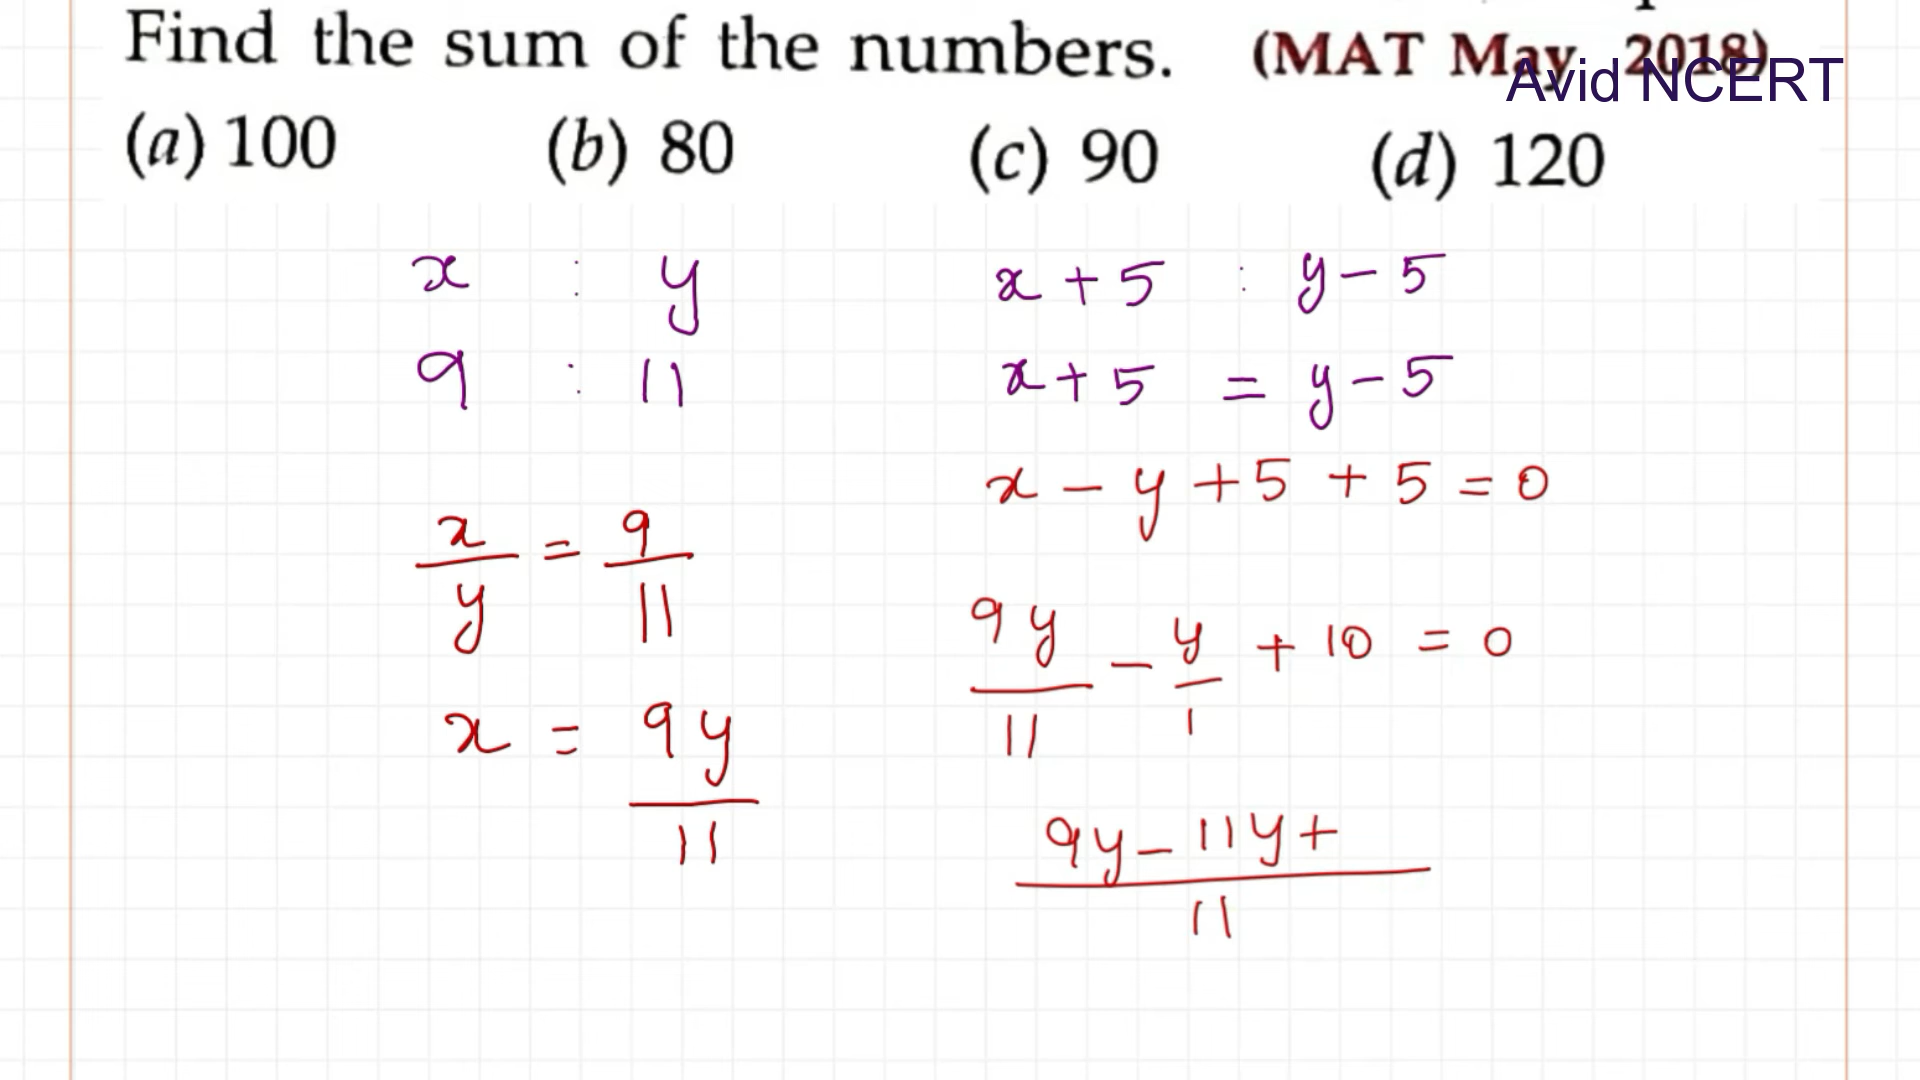 Find the sum of the numbers. (MAT May 2018)
Avid NCERT
(a) 100 (b) 80 (c) 90 (d) 120
x : y
9 : 11
x/y = 9/11
x = 9y/11
x + 5 : y - 5
x + 5 = y - 5
x - y + 5 + 5 = 0
9y/11 - y/1 + 10 = 0
9y - 11y + / 11